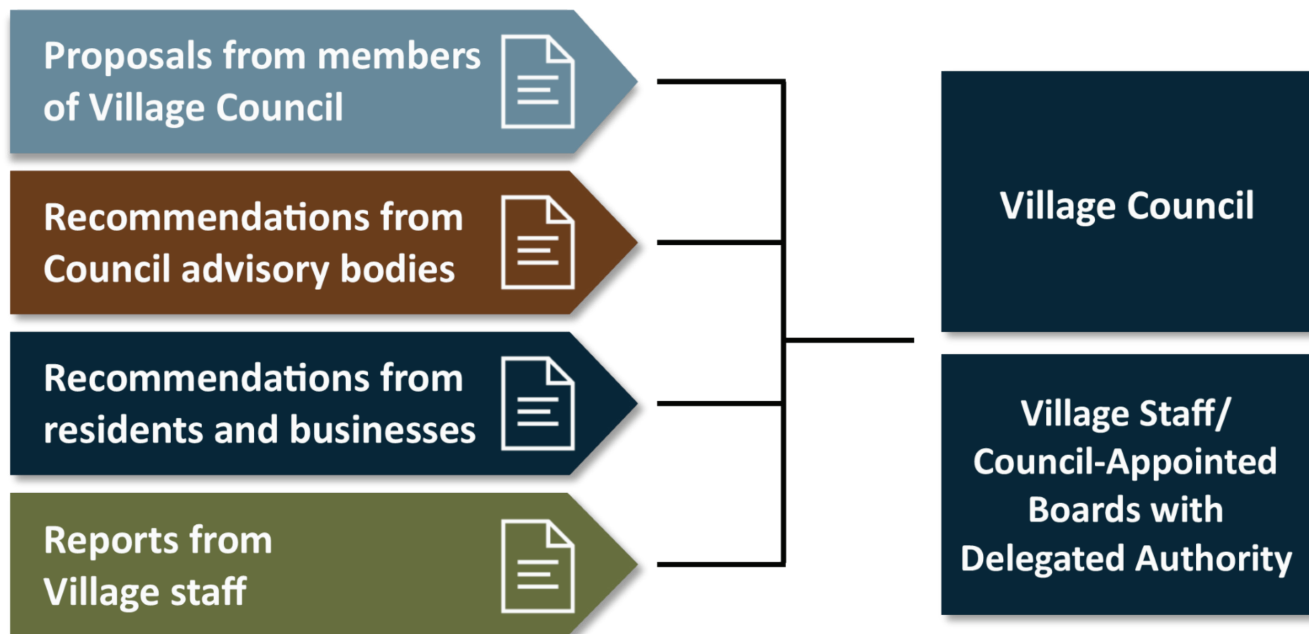 Proposals from members
of Village Council
Recommendations from
Council advisory bodies
Recommendations from
residents and businesses
Reports from
Village staff
Village Council
Village Staff/
Council-Appointed
Boards with
Delegated Authority